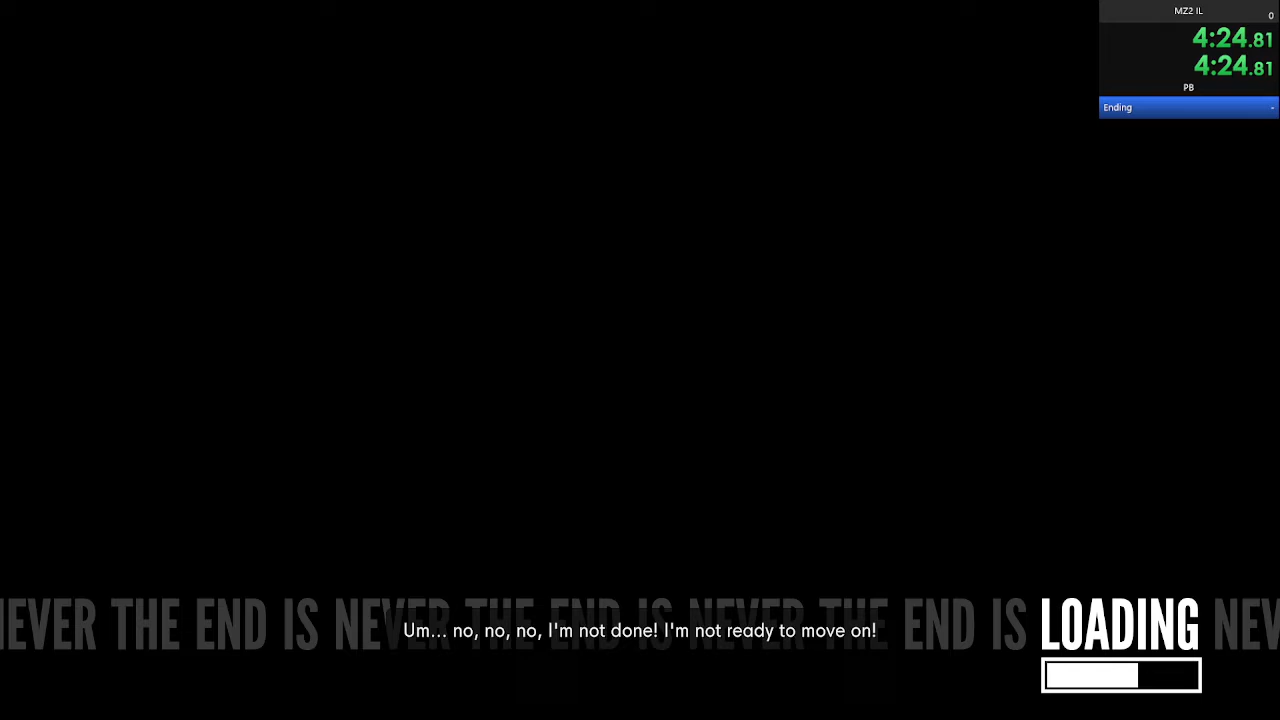 MZ2 IL
0
4:24.81
4:24.81
PB
Ending -
NEVER THE END IS NEVER THE END IS NEVER THE END IS LOADING NEV
Um... no, no, no, I'm not done! I'm not ready to move on!